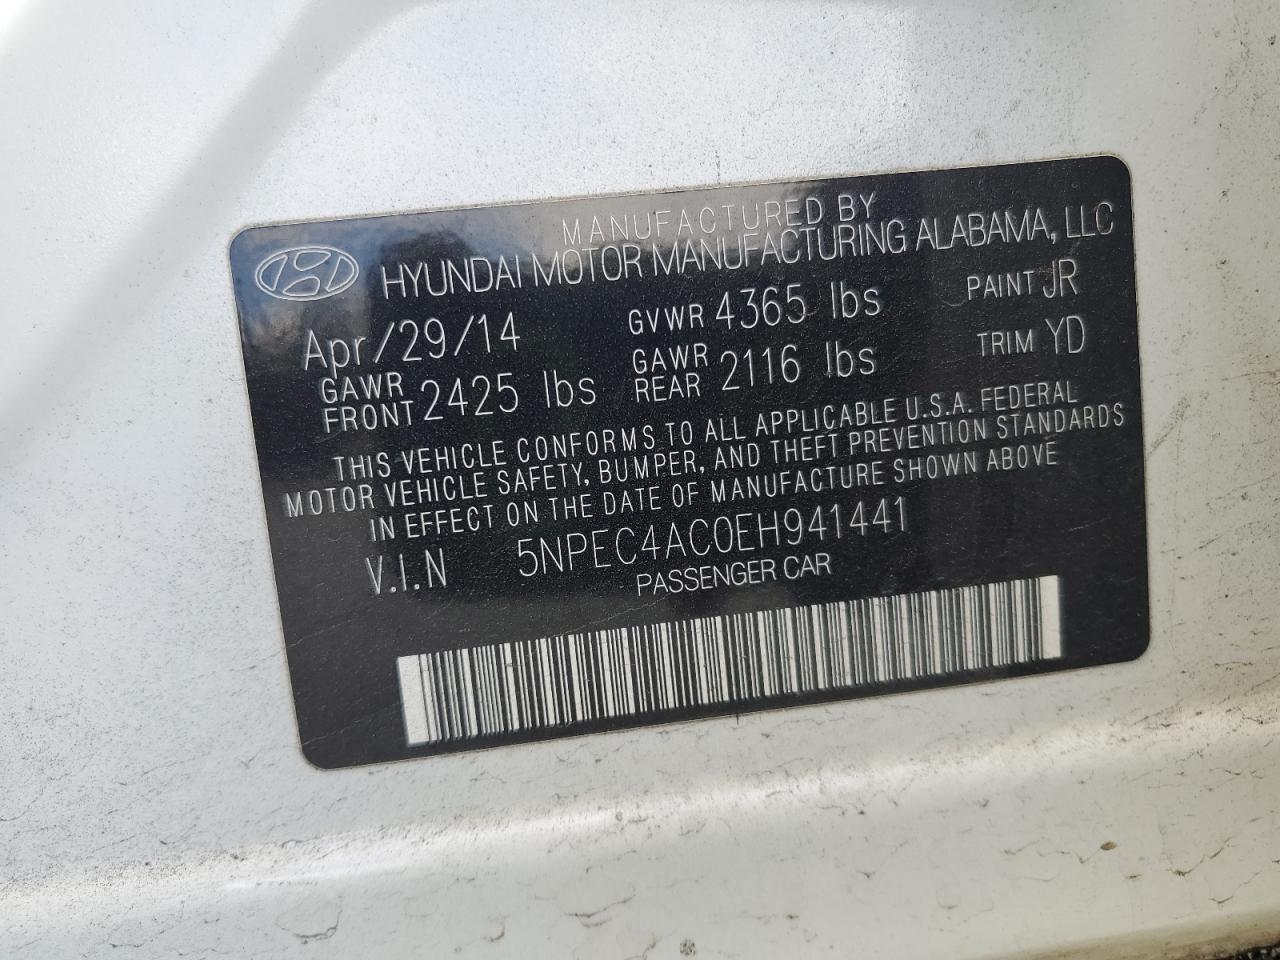 MANUFACTURED BY
HYUNDAI MOTOR MANUFACTURING ALABAMA, LLC
Apr/29/14 GVWR 4365 lbs PAINT JR
GAWR FRONT 2425 lbs GAWR REAR 2116 lbs TRIM YD
THIS VEHICLE CONFORMS TO ALL APPLICABLE U.S.A. FEDERAL
MOTOR VEHICLE SAFETY, BUMPER, AND THEFT PREVENTION STANDARDS
IN EFFECT ON THE DATE OF MANUFACTURE SHOWN ABOVE
V.I.N 5NPEC4AC0EH941441
PASSENGER CAR